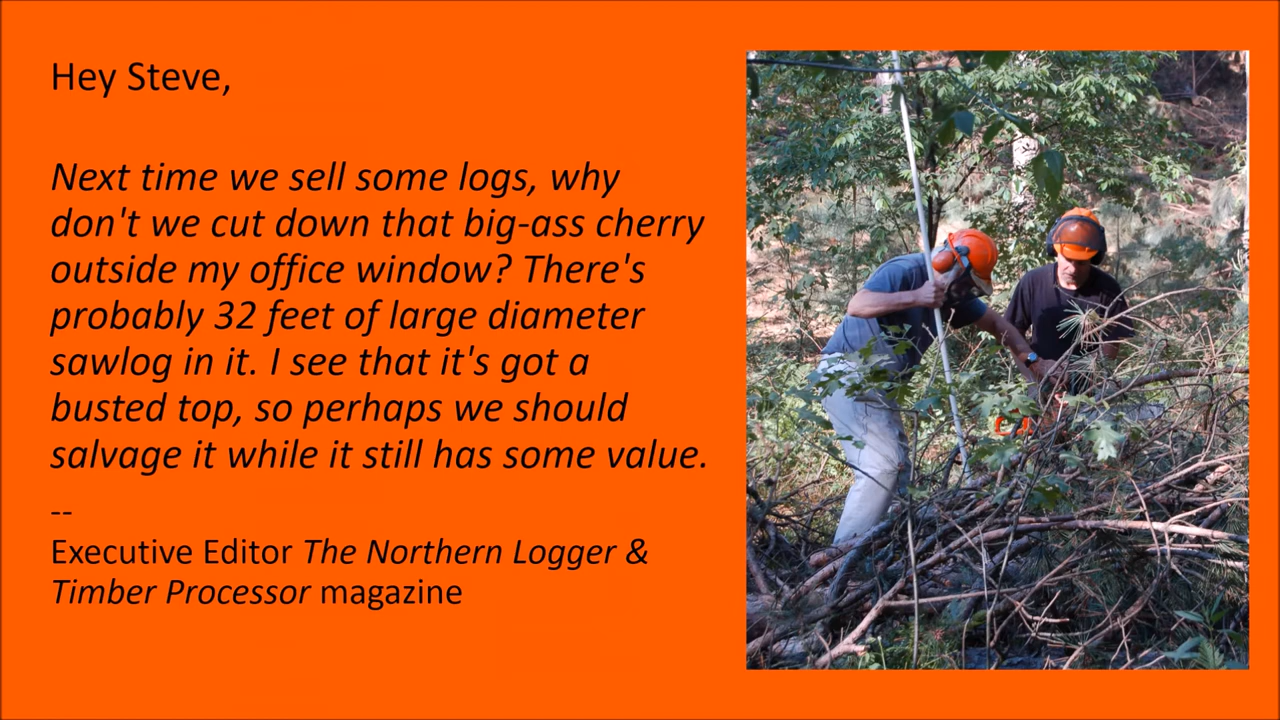 Hey Steve,
Next time we sell some logs, why
don't we cut down that big-ass cherry
outside my office window? There's
probably 32 feet of large diameter
sawlog in it. I see that it's got a
busted top, so perhaps we should
salvage it while it still has some value.
--
Executive Editor The Northern Logger &
Timber Processor magazine